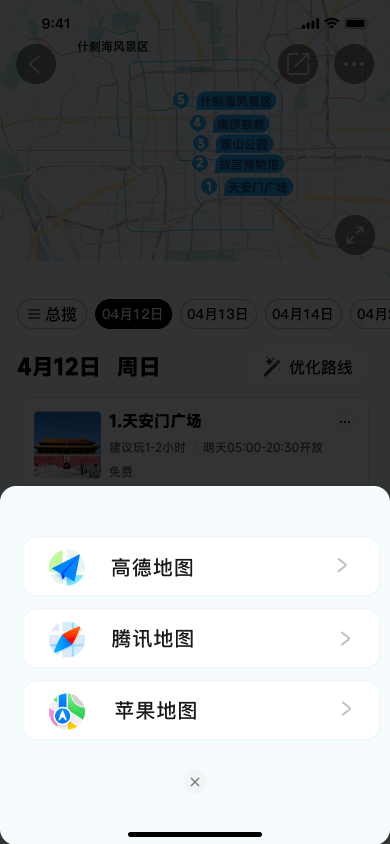 9:41
什刹海风景区
5 什刹海风景区
4 南锣鼓巷
3 景山公园
2 故宫博物馆
1 天安门广场
总揽 04月12日 04月13日 04月14日
4月12日 周日 优化路线
1.天安门广场
建议玩1-2小时 明天05:00-20:30开放
免费
高德地图
腾讯地图
苹果地图